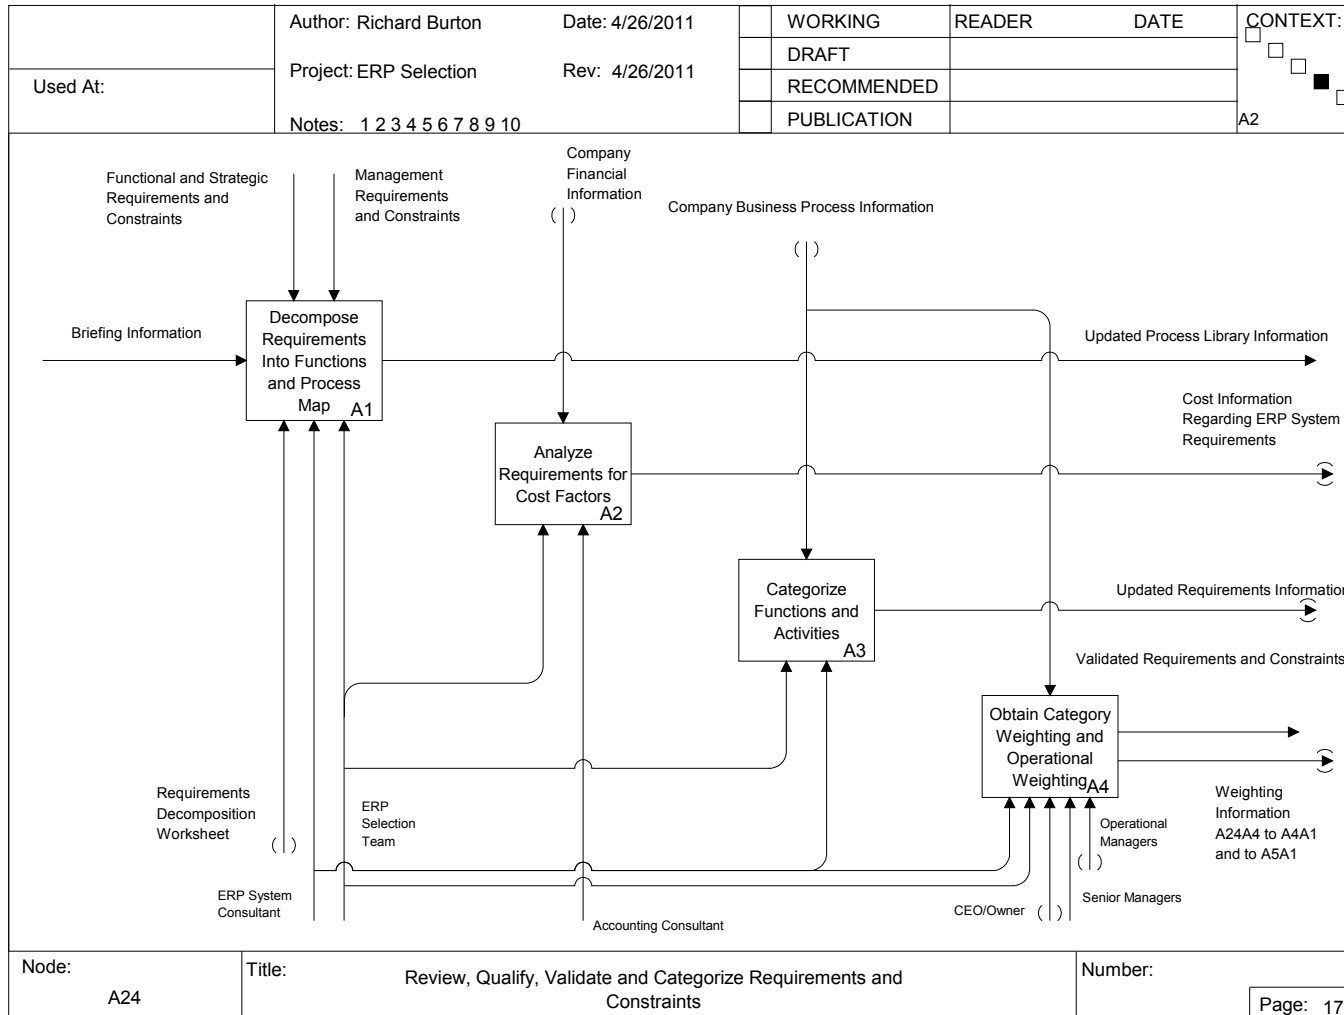 Author: Richard Burton
Date: 4/26/2011
Project: ERP Selection
Rev: 4/26/2011
Notes: 1 2 3 4 5 6 7 8 9 10
Used At:
WORKING
DRAFT
RECOMMENDED
PUBLICATION
READER
DATE
CONTEXT:
A2
Functional and Strategic
Requirements and
Constraints
Management
Requirements
and Constraints
Company
Financial
Information
Company Business Process Information
Briefing Information
Decompose
Requirements
Into Functions
and Process
Map
A1
Updated Process Library Information
Cost Information
Regarding ERP System
Requirements
Analyze
Requirements for
Cost Factors
A2
Categorize
Functions and
Activities
A3
Updated Requirements Information
Validated Requirements and Constraints
Obtain Category
Weighting and
Operational
Weighting
A4
Weighting
Information
A24A4 to A4A1
and to A5A1
Requirements
Decomposition
Worksheet
ERP
Selection
Team
Operational
Managers
ERP System
Consultant
Accounting Consultant
CEO/Owner
Senior Managers
Node:
A24
Title:
Review, Qualify, Validate and Categorize Requirements and
Constraints
Number:
Page: 17